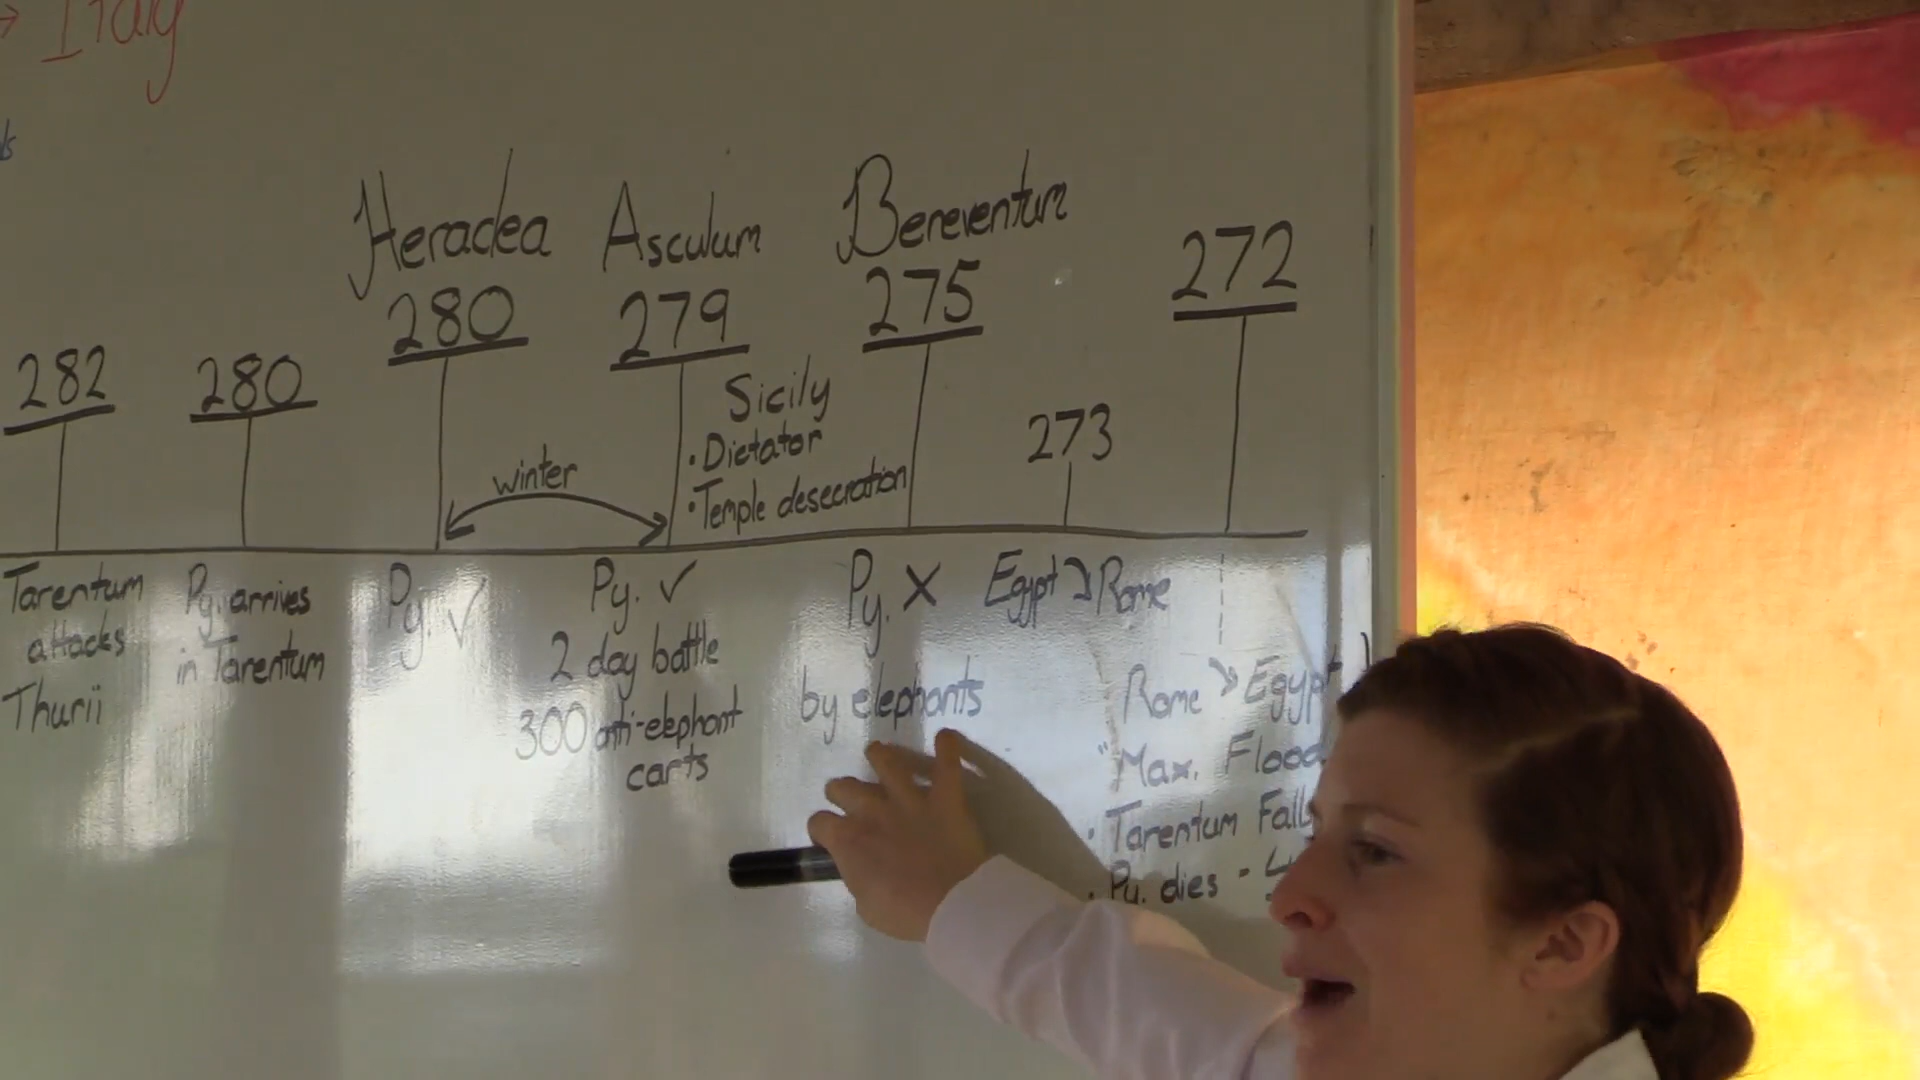 → Italy
Heraclea Asculum Bereventum
282 280 280 279 275 273 272
winter
Sicily
• Dictator
• Temple desecration
Tarentum
attacks
Thurii
Py. arrives
in Tarentum
Py. ✓
Py. ✓
2 day battle
300 anti-elephant
carts
Py. X
by elephants
Egypt → Rome
Rome → Egypt
"Max. Flood
• Tarentum Falls
• Py. dies -